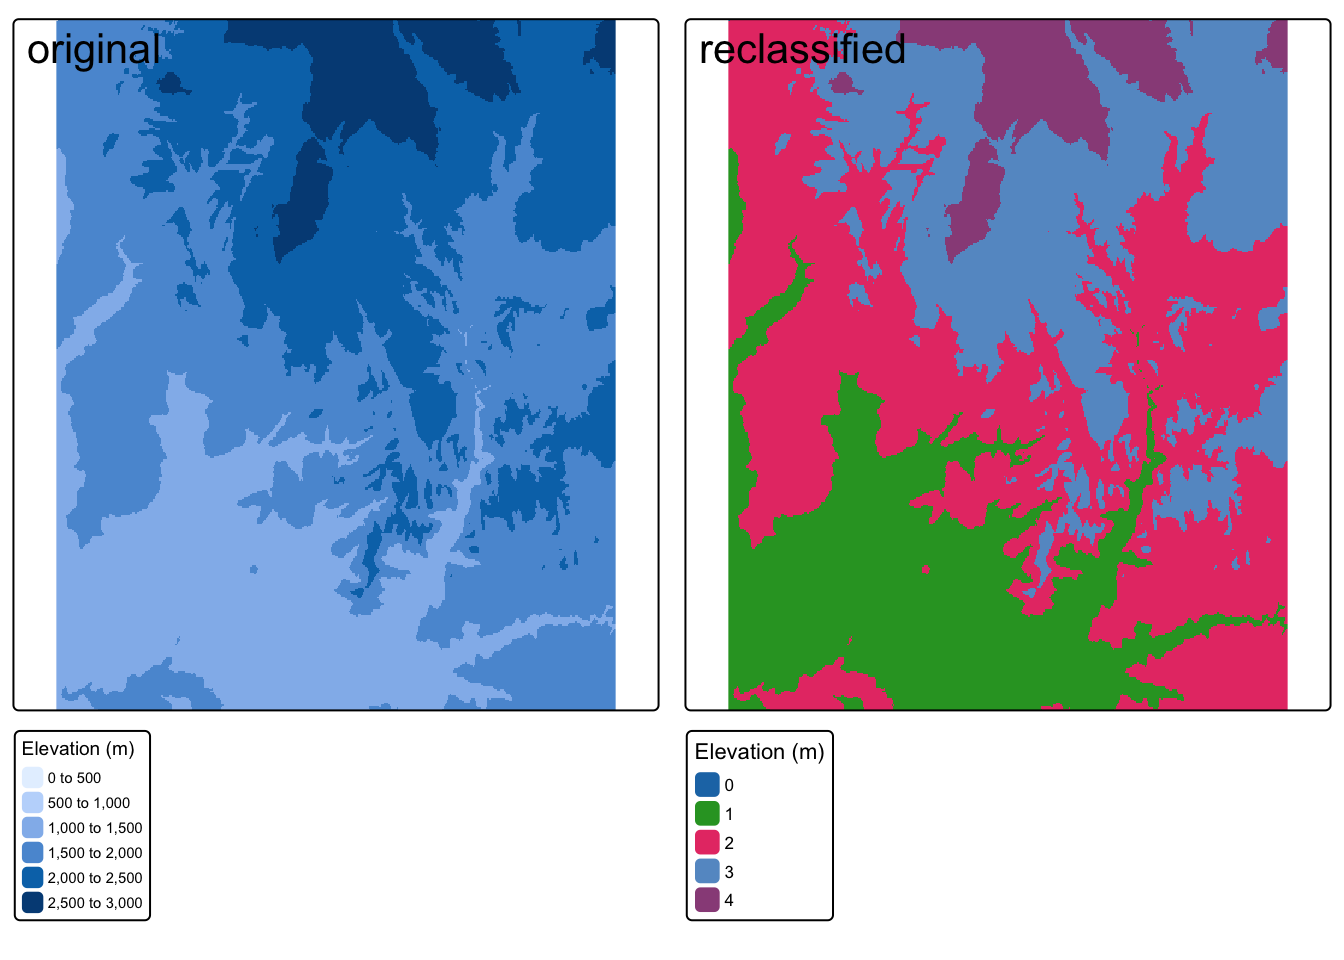 original
reclassified
Elevation (m)
0 to 500
500 to 1,000
1,000 to 1,500
1,500 to 2,000
2,000 to 2,500
2,500 to 3,000
Elevation (m)
0
1
2
3
4